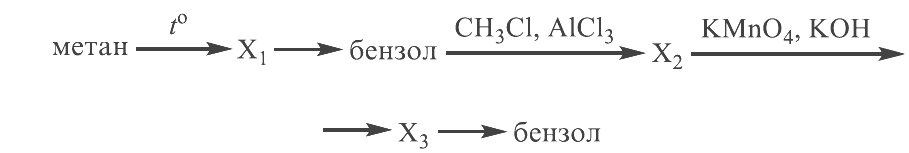 метан t° X₁ бензол CH₃Cl, AlCl₃ X₂ KMnO₄, KOH
X₃ бензол